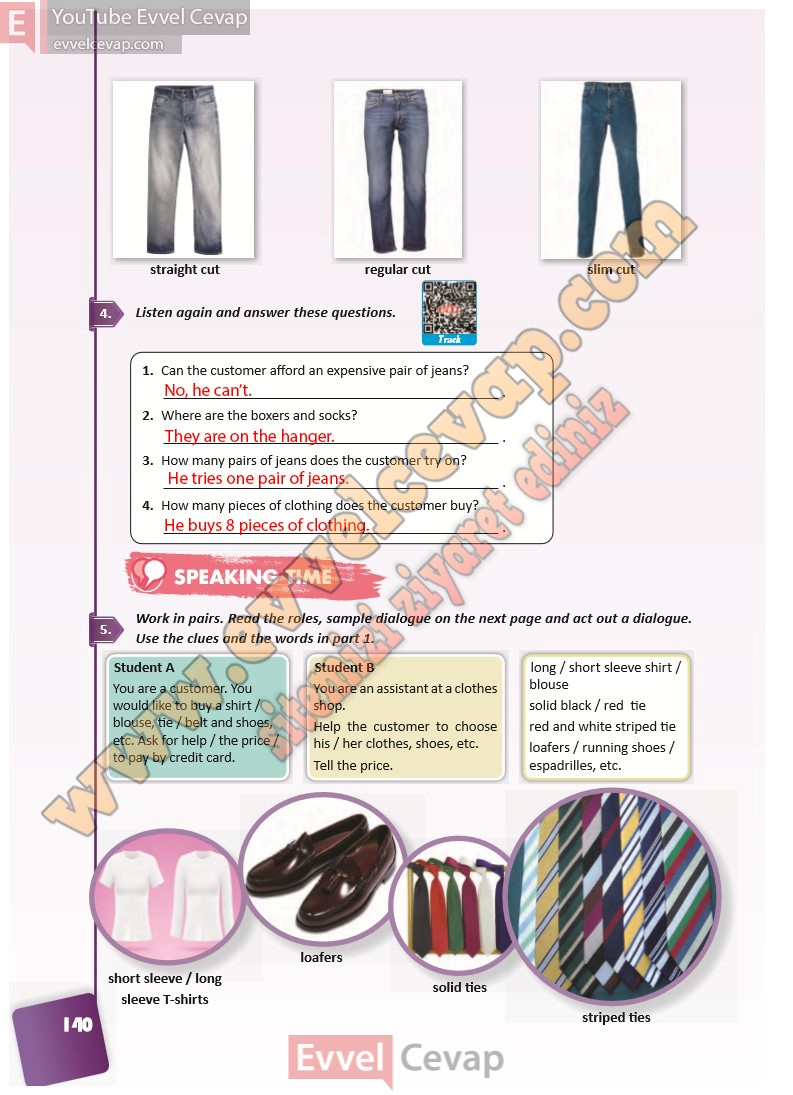 E YouTube Evvel Cevap
evvelcevap.com
straight cut
regular cut
slim cut
4. Listen again and answer these questions.
Track
1. Can the customer afford an expensive pair of jeans?
No, he can't. .
2. Where are the boxers and socks?
They are on the hanger. .
3. How many pairs of jeans does the customer try on?
He tries one pair of jeans. .
4. How many pieces of clothing does the customer buy?
He buys 8 pieces of clothing. .
SPEAKING TIME
5. Work in pairs. Read the roles, sample dialogue on the next page and act out a dialogue.
Use the clues and the words in part 1.
Student A
You are a customer. You
would like to buy a shirt /
blouse, tie / belt and shoes,
etc. Ask for help / the price /
to pay by credit card.
Student B
You are an assistant at a clothes
shop.
Help the customer to choose
his / her clothes, shoes, etc.
Tell the price.
long / short sleeve shirt /
blouse
solid black / red tie
red and white striped tie
loafers / running shoes /
espadrilles, etc.
www.evvelcevap.com
sitemizi ziyaret ediniz
short sleeve / long
sleeve T-shirts
loafers
solid ties
striped ties
140
Evvel Cevap